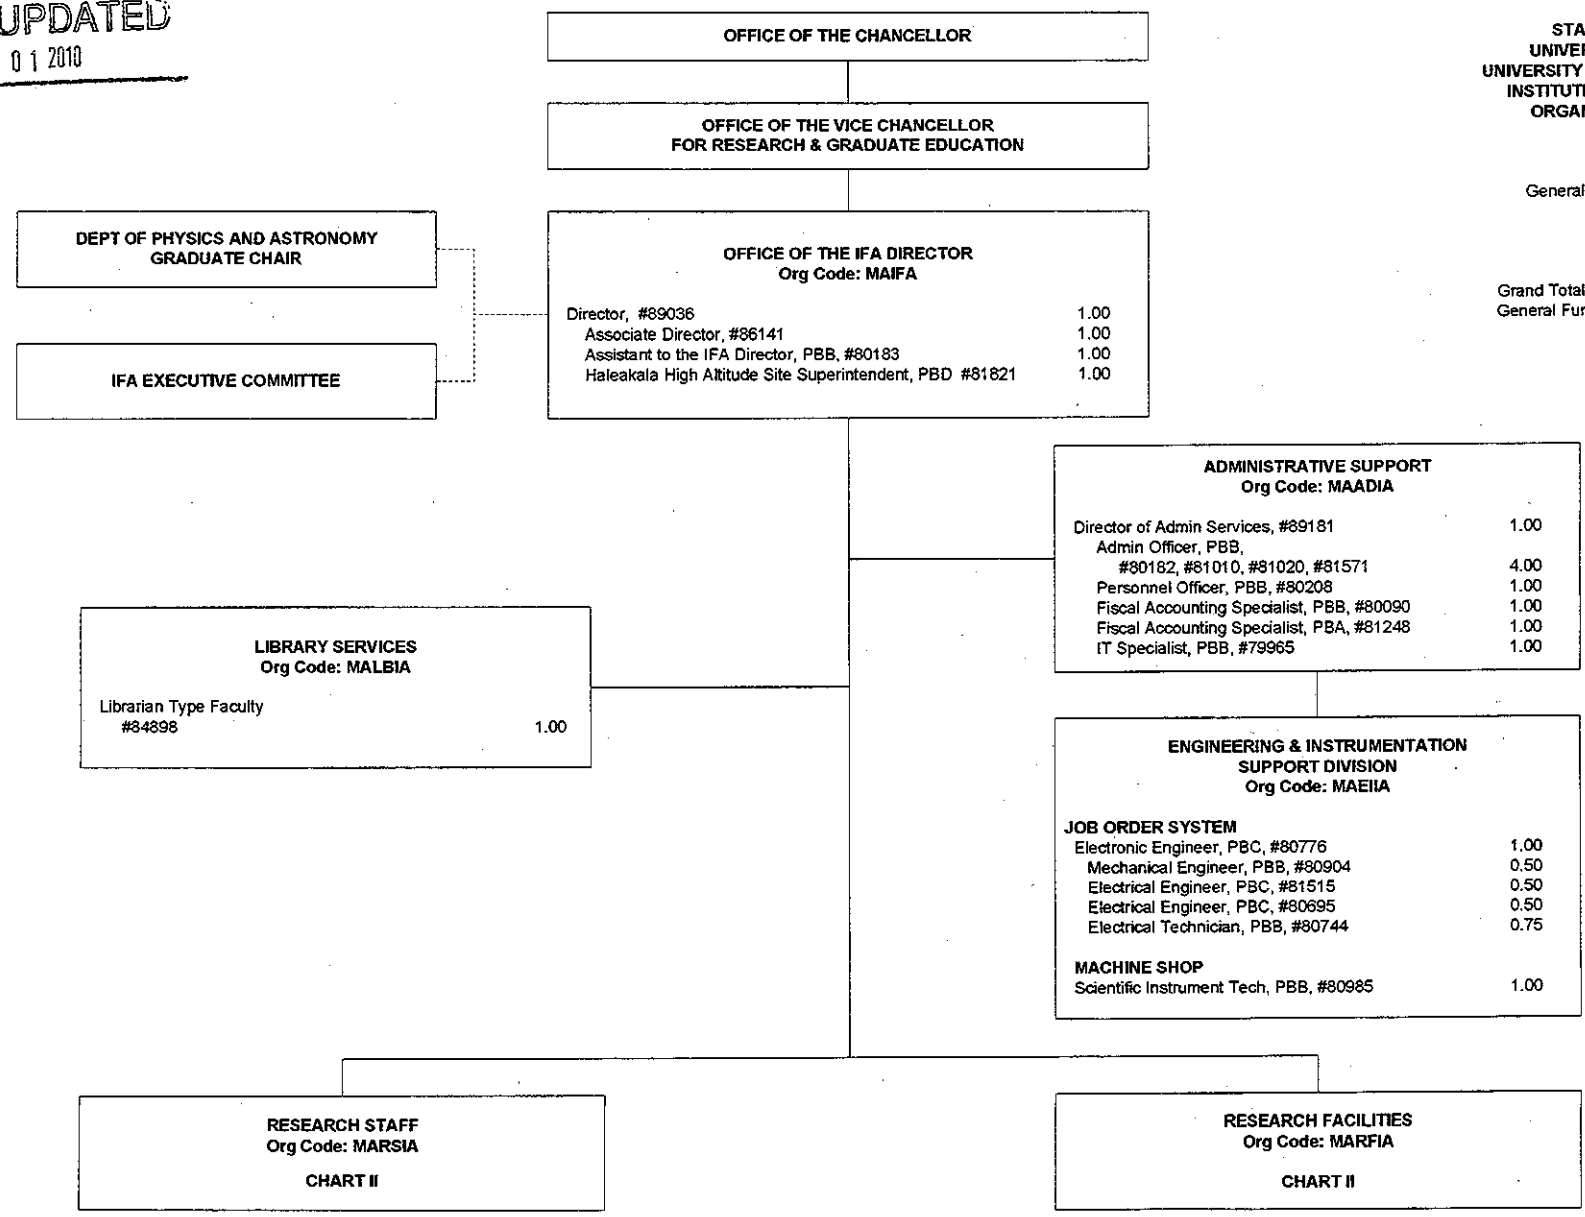 UPDATED
0 1 2010
OFFICE OF THE CHANCELLOR
OFFICE OF THE VICE CHANCELLOR
FOR RESEARCH & GRADUATE EDUCATION
STA
UNIVER
UNIVERSITY
INSTITUT
ORGA
General
Grand Total
General Fur
DEPT OF PHYSICS AND ASTRONOMY
GRADUATE CHAIR
IFA EXECUTIVE COMMITTEE
OFFICE OF THE IFA DIRECTOR
Org Code: MAIFA
Director, #89036 1.00
Associate Director, #86141 1.00
Assistant to the IFA Director, PBB, #80183 1.00
Haleakala High Altitude Site Superintendent, PBD #81821 1.00
ADMINISTRATIVE SUPPORT
Org Code: MAADIA
Director of Admin Services, #89181 1.00
Admin Officer, PBB,
#80182, #81010, #81020, #81571 4.00
Personnel Officer, PBB, #80208 1.00
Fiscal Accounting Specialist, PBB, #80090 1.00
Fiscal Accounting Specialist, PBA, #81248 1.00
IT Specialist, PBB, #79965 1.00
LIBRARY SERVICES
Org Code: MALBIA
Librarian Type Faculty
#84898 1.00
ENGINEERING & INSTRUMENTATION
SUPPORT DIVISION
Org Code: MAEIIA
JOB ORDER SYSTEM
Electronic Engineer, PBC, #80776 1.00
Mechanical Engineer, PBB, #80904 0.50
Electrical Engineer, PBC, #81515 0.50
Electrical Engineer, PBC, #80695 0.50
Electrical Technician, PBB, #80744 0.75
MACHINE SHOP
Scientific Instrument Tech, PBB, #80985 1.00
RESEARCH STAFF
Org Code: MARSIA
CHART II
RESEARCH FACILITIES
Org Code: MARFIA
CHART II